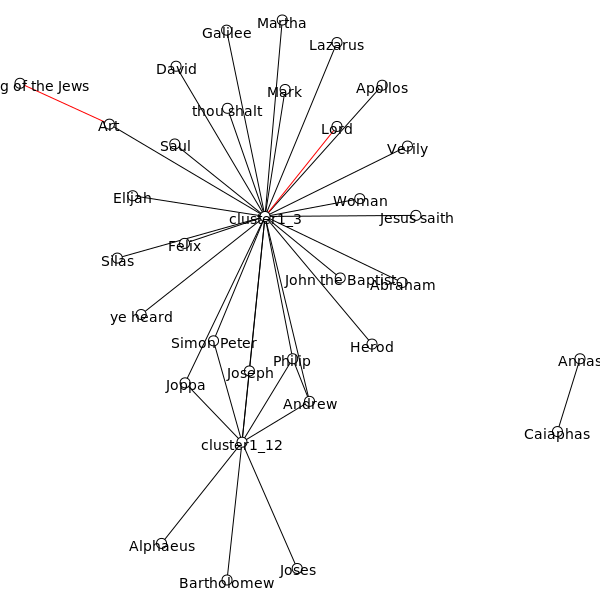 Martha
Galilee
Lazarus
David
g of the Jews
Mark
Apollos
thou shalt
Art
Lord
Saul
Verily
Elijah
Woman
cluster1_3
Jesus saith
Felix
Silas
John the Baptist
Abraham
ye heard
Simon Peter
Herod
Philip
Annas
Joseph
Joppa
Andrew
Caiaphas
cluster1_12
Alphaeus
Joses
Bartholomew